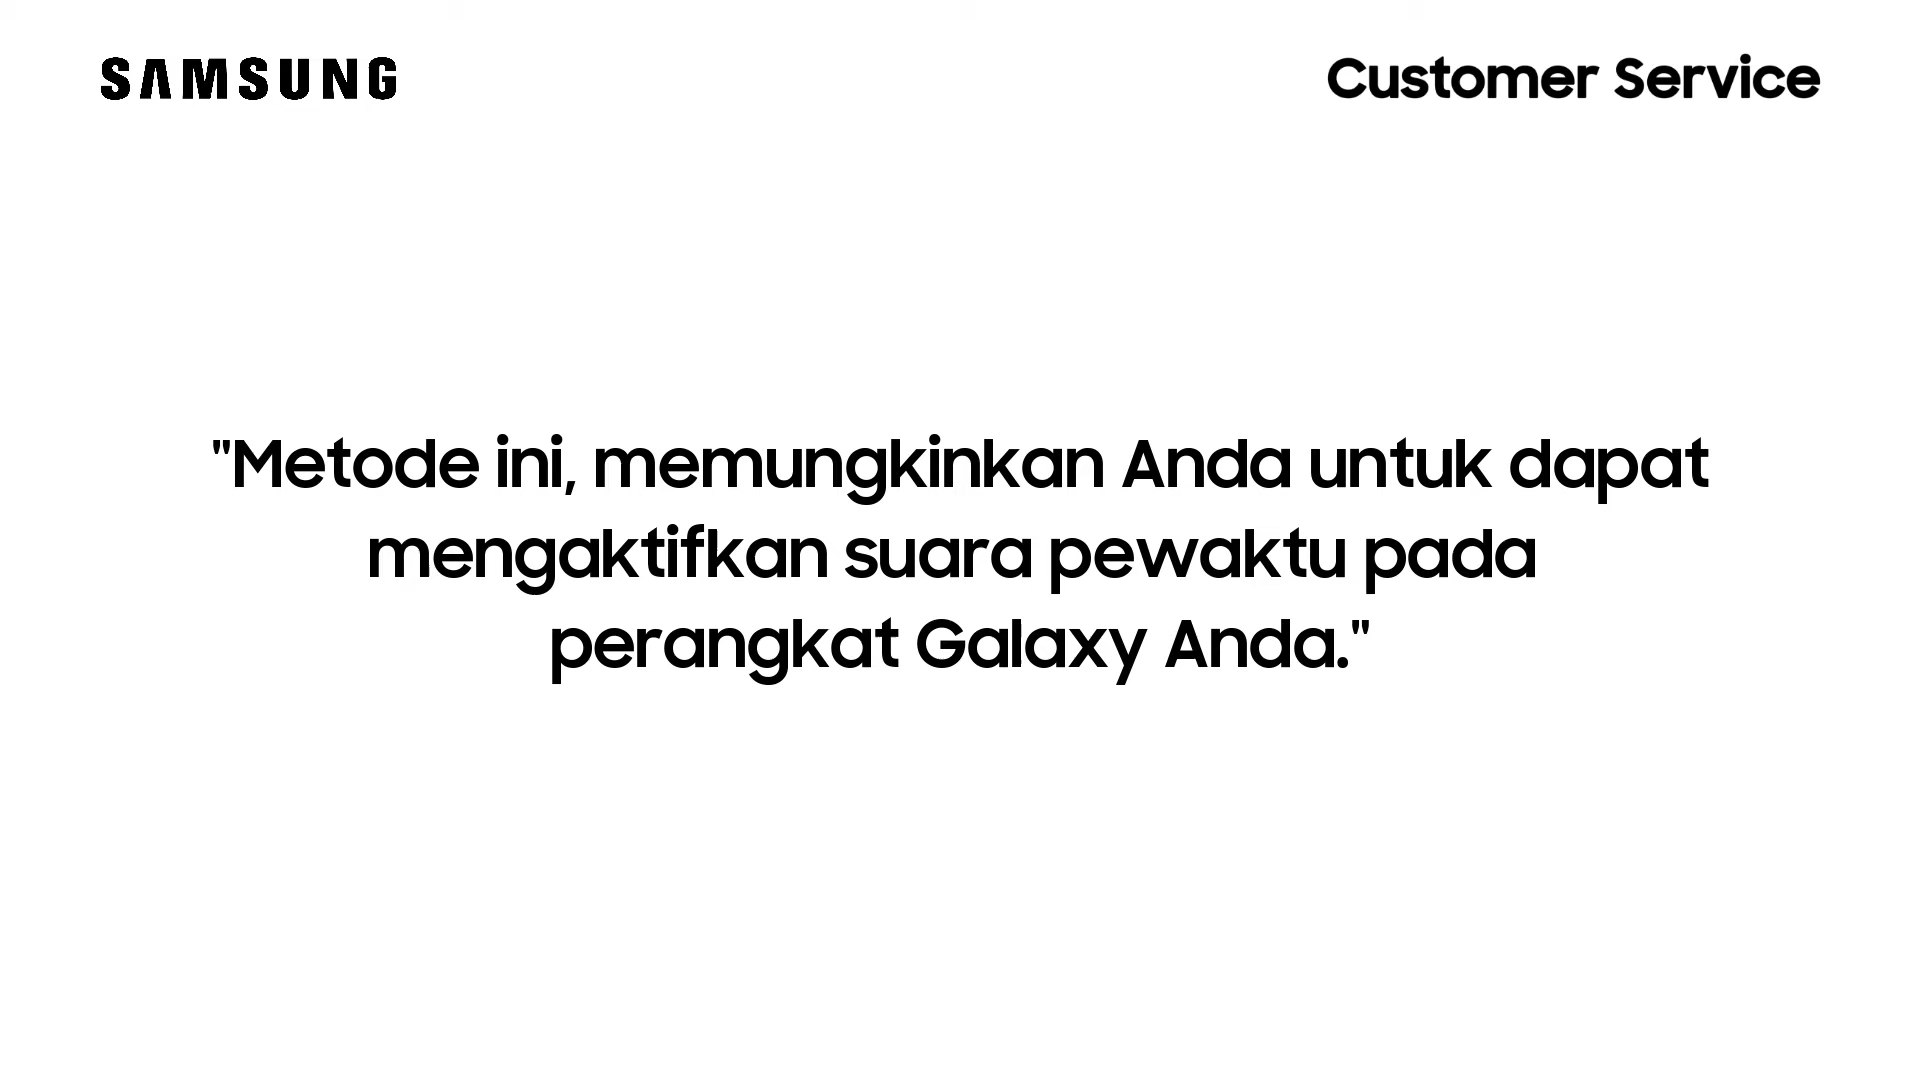 SAMSUNG
Customer Service
"Metode ini, memungkinkan Anda untuk dapat
mengaktifkan suara pewaktu pada
perangkat Galaxy Anda."